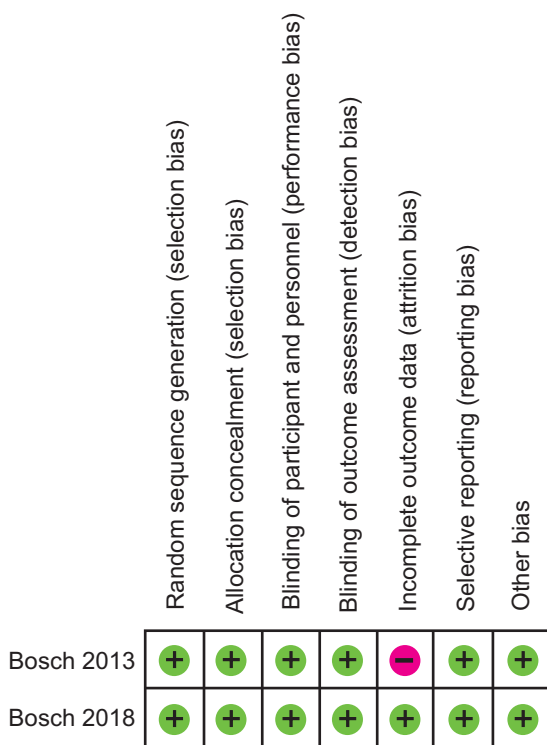 Random sequence generation (selection bias)
Allocation concealment (selection bias)
Blinding of participant and personnel (performance bias)
Blinding of outcome assessment (detection bias)
Incomplete outcome data (attrition bias)
Selective reporting (reporting bias)
Other bias
Bosch 2013 + + + + – + +
Bosch 2018 + + + + + + +